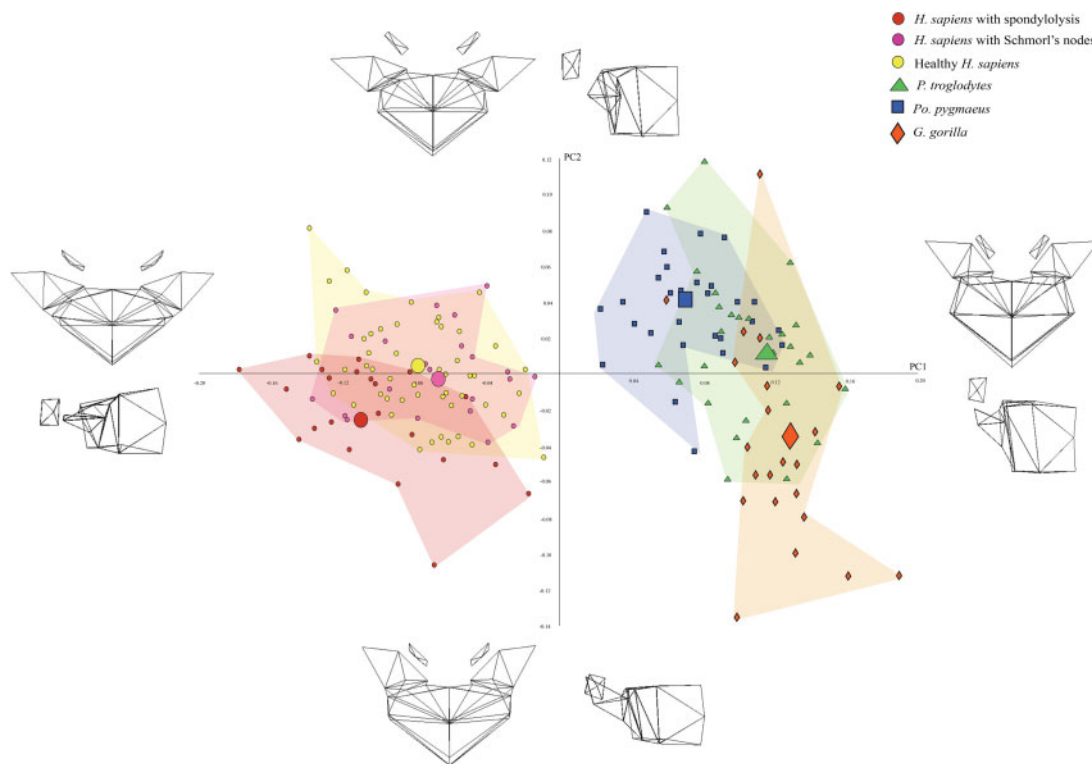 H. sapiens with spondylolysis
H. sapiens with Schmorl's nodes
Healthy H. sapiens
P. troglodytes
Po. pygmaeus
G. gorilla
PC2
0.12
0.10
0.08
0.06
0.04
0.02
PC1
-0.20 -0.16 -0.12 -0.04 0.04 0.08 0.12 0.16 0.20
-0.02
-0.04
-0.06
-0.08
-0.10
-0.12
-0.14